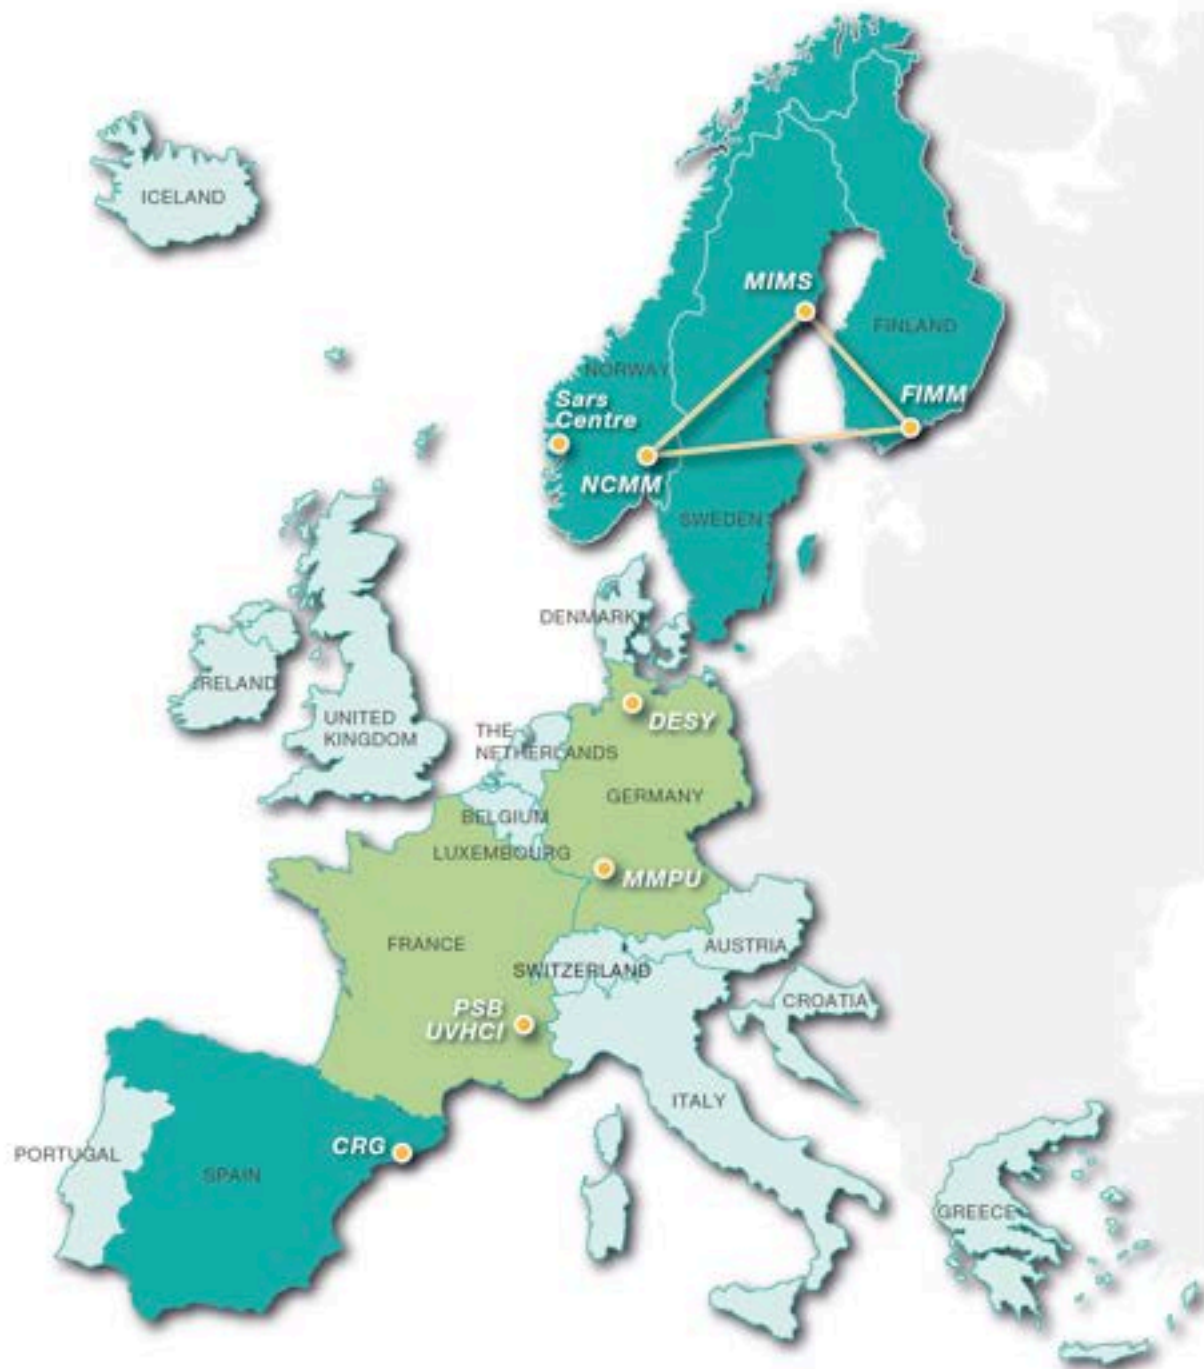 ICELAND
MIMS
FINLAND
NORWAY
FIMM
Sars
Centre
NCMM
SWEDEN
DENMARK
IRELAND
UNITED
KINGDOM
THE
NETHERLANDS
DESY
GERMANY
BELGIUM
LUXEMBOURG
MMPU
FRANCE
AUSTRIA
SWITZERLAND
CROATIA
PSB
UVHCI
ITALY
CRG
PORTUGAL
SPAIN
GREECE